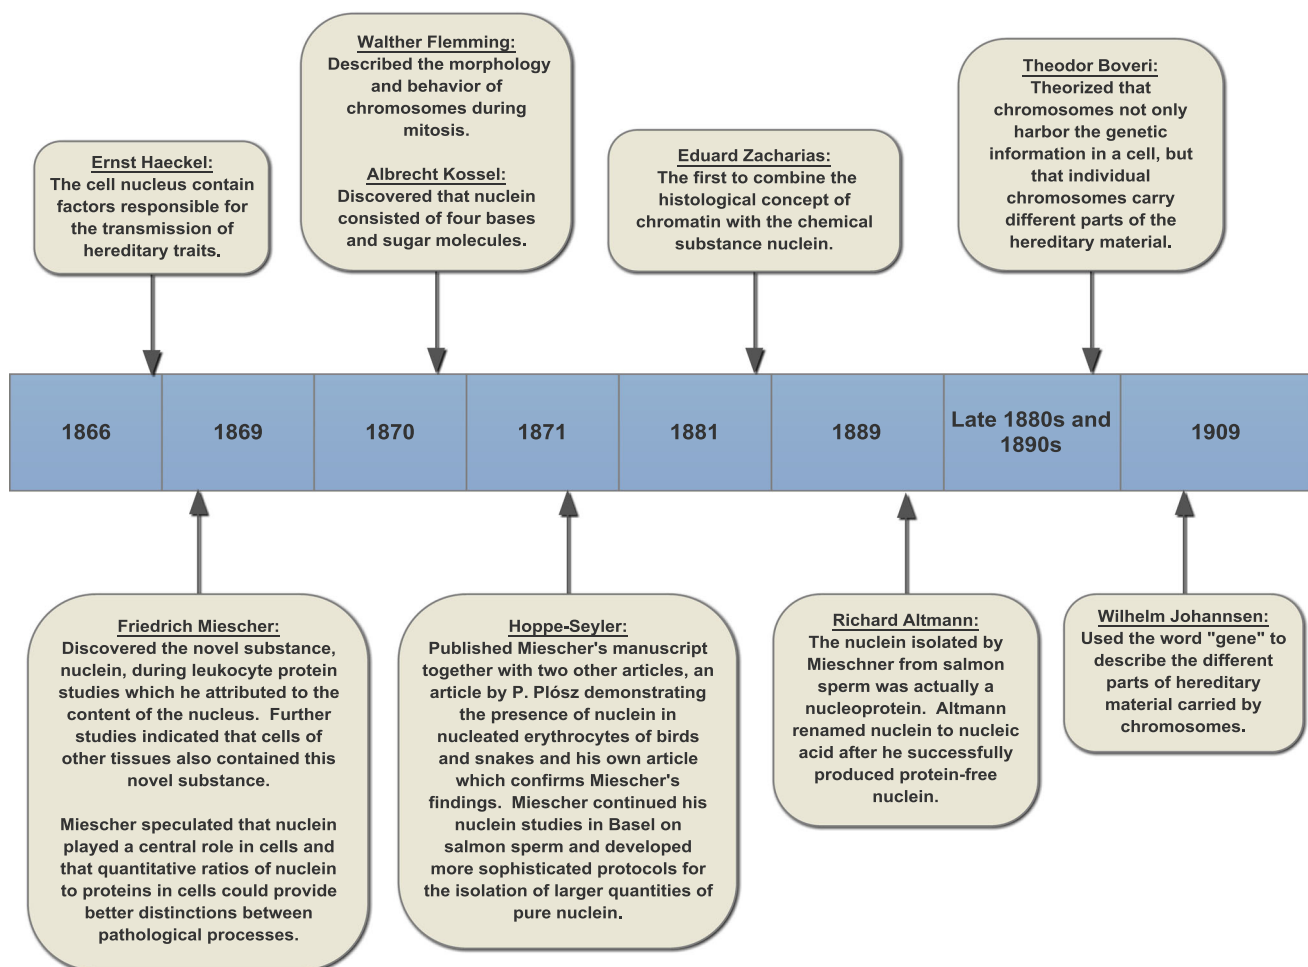 Walther Flemming:
Described the morphology
and behavior of
chromosomes during
mitosis.
Albrecht Kossel:
Discovered that nuclein
consisted of four bases
and sugar molecules.
Theodor Boveri:
Theorized that
chromosomes not only
harbor the genetic
information in a cell, but
that individual
chromosomes carry
different parts of the
hereditary material.
Ernst Haeckel:
The cell nucleus contain
factors responsible for
the transmission of
hereditary traits.
Eduard Zacharias:
The first to combine the
histological concept of
chromatin with the chemical
substance nuclein.
1866
1869
1870
1871
1881
1889
Late 1880s and
1890s
1909
Friedrich Miescher:
Discovered the novel substance,
nuclein, during leukocyte protein
studies which he attributed to the
content of the nucleus. Further
studies indicated that cells of
other tissues also contained this
novel substance.
Miescher speculated that nuclein
played a central role in cells and
that quantitative ratios of nuclein
to proteins in cells could provide
better distinctions between
pathological processes.
Hoppe-Seyler:
Published Miescher's manuscript
together with two other articles, an
article by P. Plósz demonstrating
the presence of nuclein in
nucleated erythrocytes of birds
and snakes and his own article
which confirms Miescher's
findings. Miescher continued his
nuclein studies in Basel on
salmon sperm and developed
more sophisticated protocols for
the isolation of larger quantities of
pure nuclein.
Richard Altmann:
The nuclein isolated by
Mieschner from salmon
sperm was actually a
nucleoprotein. Altmann
renamed nuclein to nucleic
acid after he successfully
produced protein-free
nuclein.
Wilhelm Johannsen:
Used the word "gene" to
describe the different
parts of hereditary
material carried by
chromosomes.